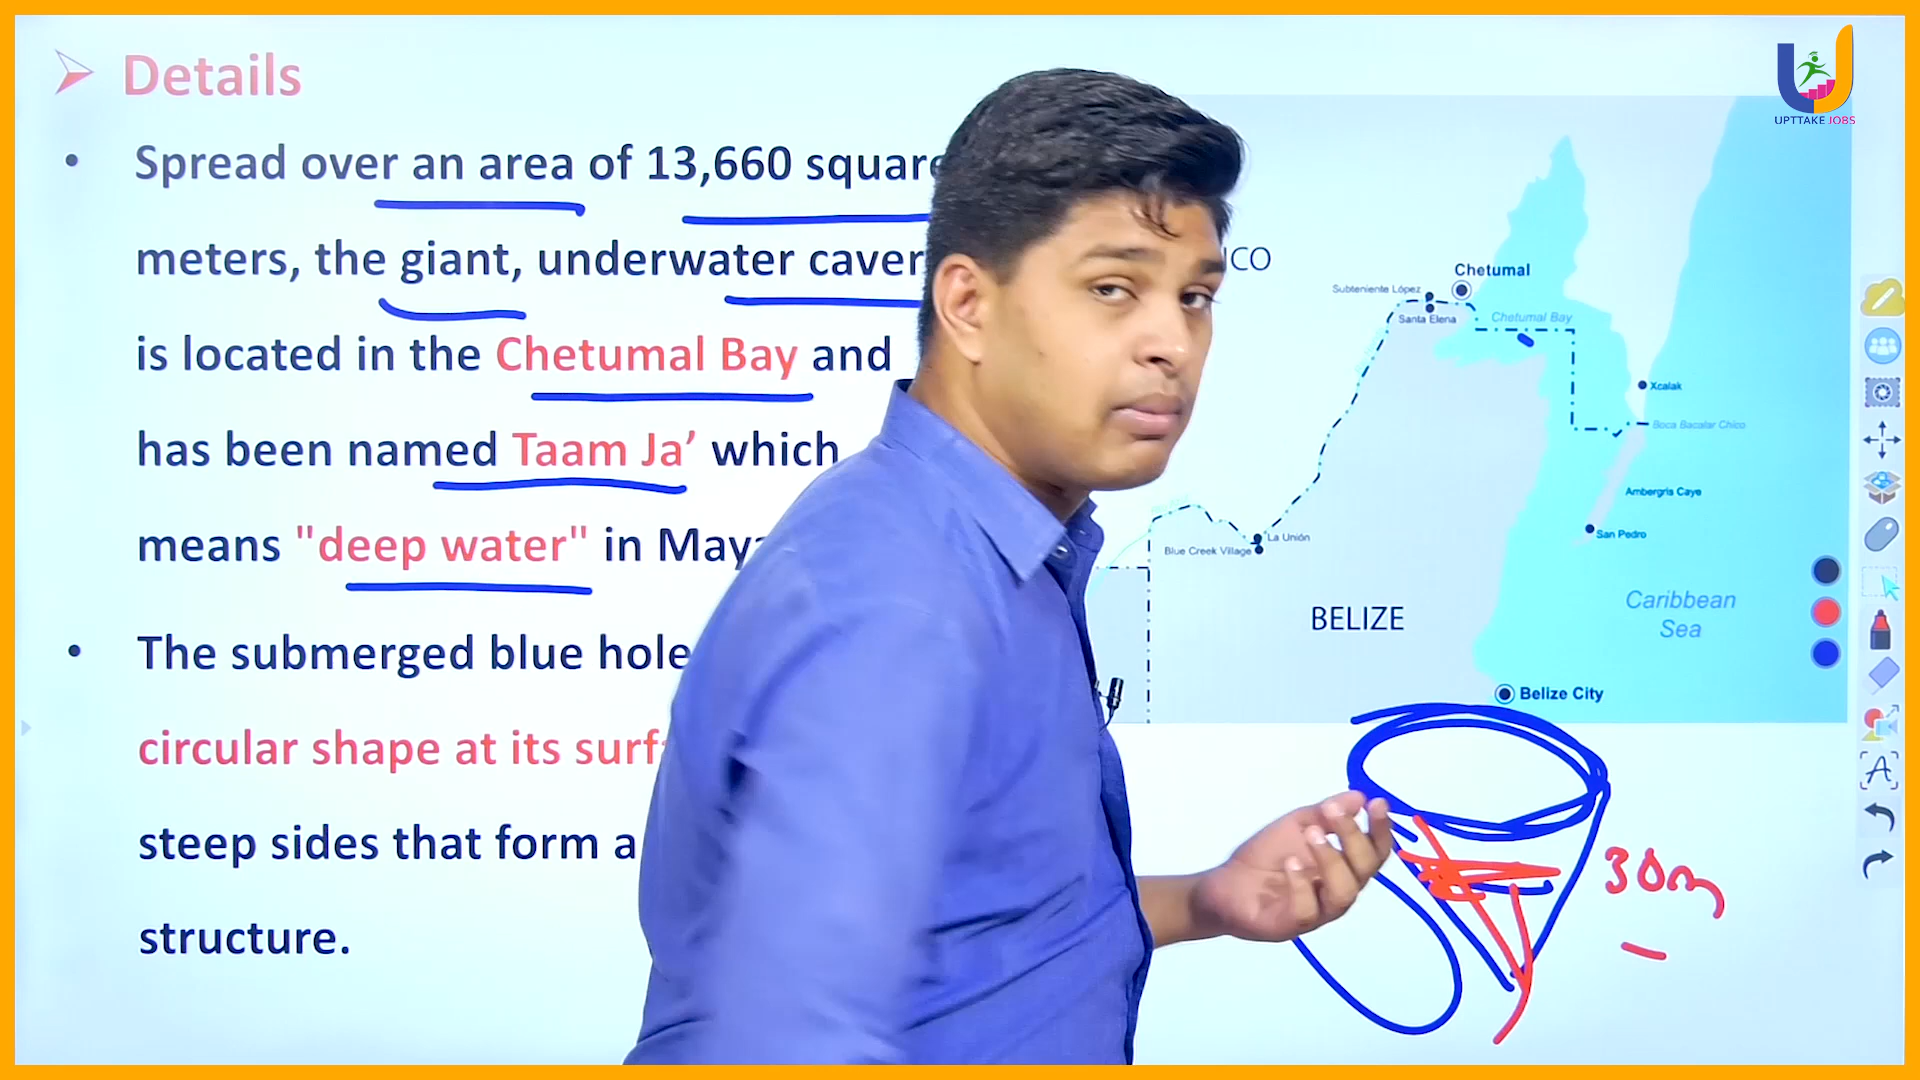 Details
• Spread over an area of 13,660 square
meters, the giant, underwater caver
is located in the Chetumal Bay and
has been named Taam Ja’ which
means "deep water" in Maya
• The submerged blue hole
circular shape at its surf
steep sides that form a
structure.
UPTTAKE JOBS
ICO
Chetumal
Subteniente López
Santa Elena
Chetumal Bay
Xcalak
Boca Bacalar Chico
Ambergris Caye
San Pedro
La Unión
Blue Creek Village
BELIZE
Caribbean
Sea
Belize City
30m
A